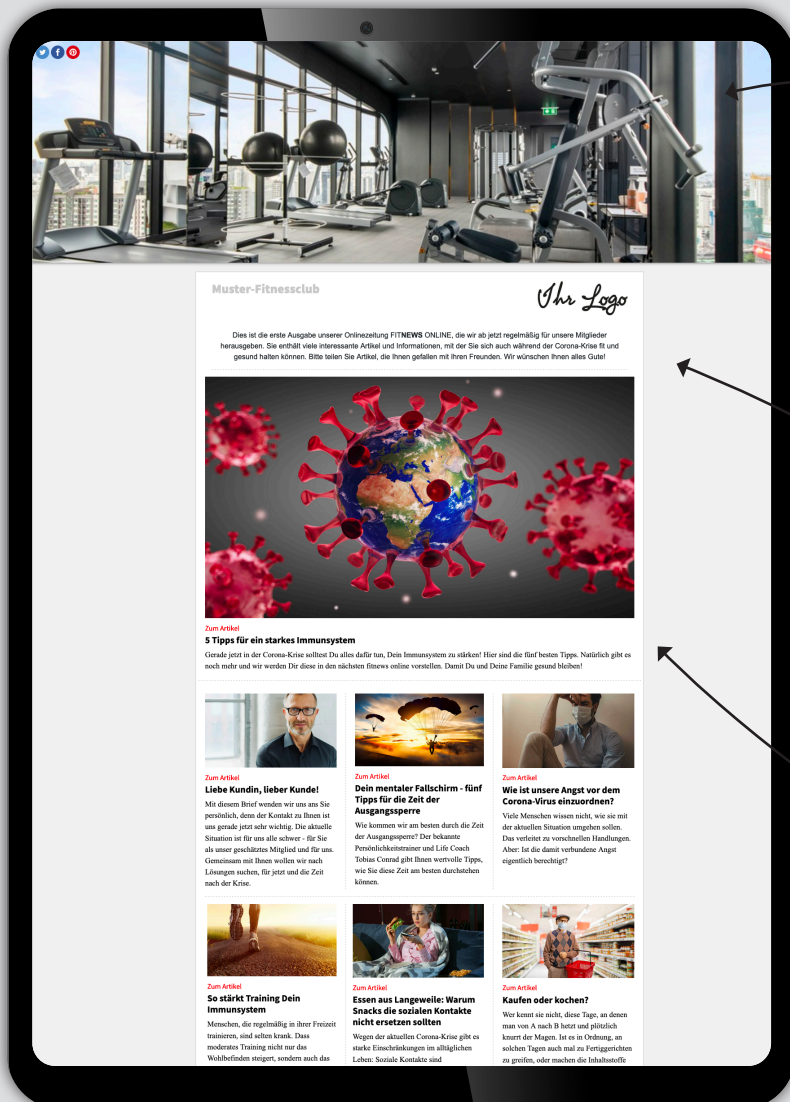 Muster-Fitnessclub
Ihr Logo
Dies ist die erste Ausgabe unserer Onlinezeitung FITNEWS ONLINE, die wir ab jetzt regelmäßig für unsere Mitglieder
herausgeben. Sie enthält viele interessante Artikel und Informationen, mit der Sie sich auch während der Corona-Krise fit und
gesund halten können. Bitte teilen Sie Artikel, die Ihnen gefallen mit Ihren Freunden. Wir wünschen Ihnen alles Gute!
Zum Artikel
5 Tipps für ein starkes Immunsystem
Gerade jetzt in der Corona-Krise solltest Du alles dafür tun, Dein Immunsystem zu stärken! Hier sind die fünf besten Tipps. Natürlich gibt es
noch mehr und wir werden Dir diese in den nächsten fitnews online vorstellen. Damit Du und Deine Familie gesund bleiben!
Zum Artikel
Liebe Kundin, lieber Kunde!
Mit diesem Brief wenden wir uns ans Sie
persönlich, denn der Kontakt zu Ihnen ist
uns gerade jetzt sehr wichtig. Die aktuelle
Situation ist für uns alle schwer - für Sie
als unser geschätztes Mitglied und für uns.
Gemeinsam mit Ihnen wollen wir nach
Lösungen suchen, für jetzt und die Zeit
nach der Krise.
Zum Artikel
Dein mentaler Fallschirm - fünf
Tipps für die Zeit der
Ausgangssperre
Wie kommen wir am besten durch die Zeit
der Ausgangssperre? Der bekannte
Persönlichkeitstrainer und Life Coach
Tobias Conrad gibt Ihnen wertvolle Tipps,
wie Sie diese Zeit am besten durchstehen
können.
Zum Artikel
Wie ist unsere Angst vor dem
Corona-Virus einzuordnen?
Viele Menschen wissen nicht, wie sie mit
der aktuellen Situation umgehen sollen.
Das verleitet zu vorschnellen Handlungen.
Aber: Ist die damit verbundene Angst
eigentlich berechtigt?
Zum Artikel
So stärkt Training Dein
Immunsystem
Menschen, die regelmäßig in ihrer Freizeit
trainieren, sind selten krank. Dass
moderates Training nicht nur das
Wohlbefinden steigert, sondern auch das
Zum Artikel
Essen aus Langeweile: Warum
Snacks die sozialen Kontakte
nicht ersetzen sollten
Wegen der aktuellen Corona-Krise gibt es
starke Einschränkungen im alltäglichen
Leben: Soziale Kontakte sind
Zum Artikel
Kaufen oder kochen?
Wer kennt sie nicht, diese Tage, an denen
man von A nach B hetzt und plötzlich
knurrt der Magen. Ist es in Ordnung, an
solchen Tagen auch mal zu Fertiggerichten
zu greifen, oder machen die Inhaltsstoffe